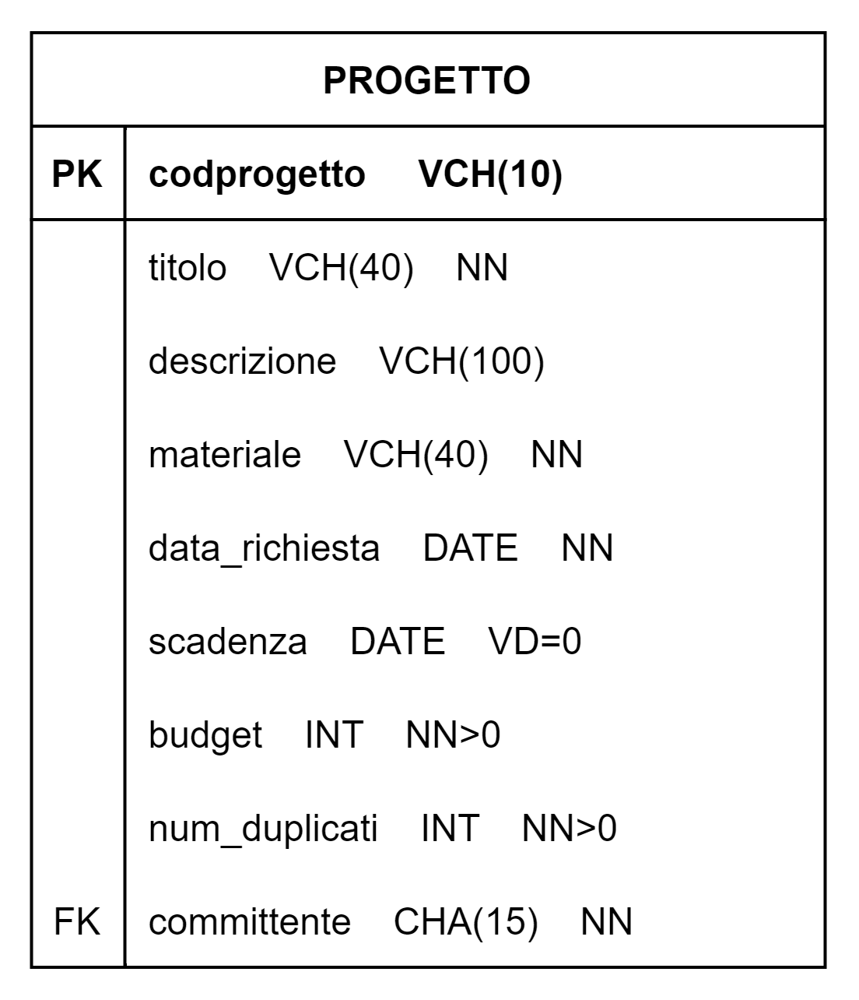 PROGETTO
PK codprogetto VCH(10)
titolo VCH(40) NN
descrizione VCH(100)
materiale VCH(40) NN
data_richiesta DATE NN
scadenza DATE VD=0
budget INT NN>0
num_duplicati INT NN>0
FK committente CHA(15) NN